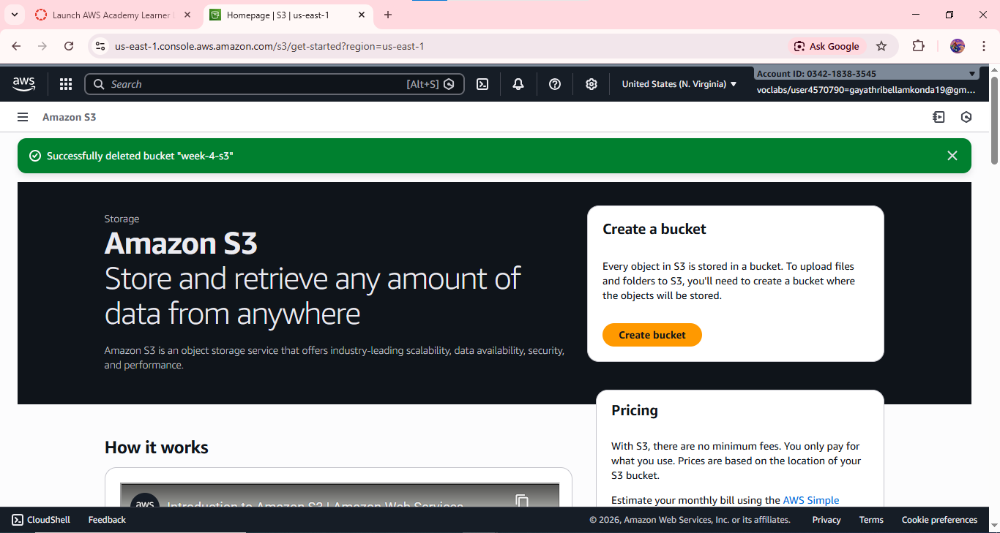 Launch AWS Academy Learner
Homepage | S3 | us-east-1
us-east-1.console.aws.amazon.com/s3/get-started?region=us-east-1
Ask Google
aws
Search
[Alt+S]
United States (N. Virginia)
Account ID: 0342-1838-3545
voclabs/user4570790=gayathribellamkonda19@gm...
Amazon S3
Successfully deleted bucket "week-4-s3"
Storage
Amazon S3
Store and retrieve any amount of
data from anywhere
Amazon S3 is an object storage service that offers industry-leading scalability, data availability, security,
and performance.
Create a bucket
Every object in S3 is stored in a bucket. To upload files
and folders to S3, you'll need to create a bucket where
the objects will be stored.
Create bucket
Pricing
With S3, there are no minimum fees. You only pay for
what you use. Prices are based on the location of your
S3 bucket.
Estimate your monthly bill using the AWS Simple
How it works
aws
Introduction to Amazon S3 | Amazon Web Services
CloudShell
Feedback
© 2026, Amazon Web Services, Inc. or its affiliates.
Privacy
Terms
Cookie preferences